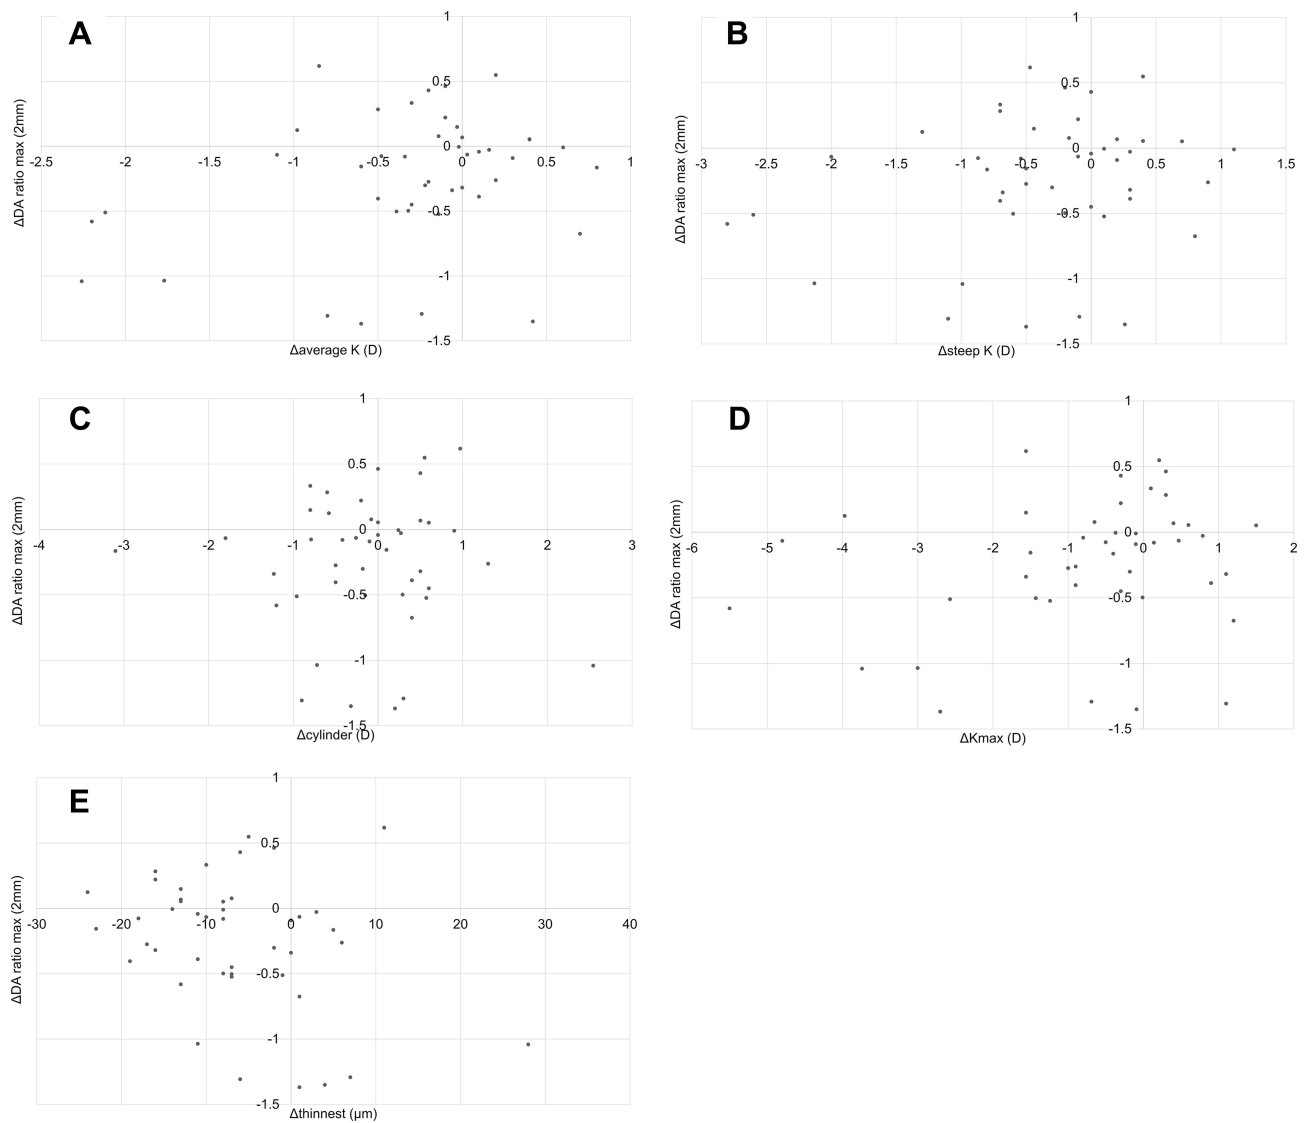 A
ΔDA ratio max (2mm)
1
0.5
0
-0.5
-1
-1.5
-2.5 -2 -1.5 -1 -0.5 0 0.5 1
Δaverage K (D)
B
ΔDA ratio max (2mm)
1
0.5
0
-0.5
-1
-1.5
-3 -2.5 -2 -1.5 -1 -0.5 0 0.5 1 1.5
Δsteep K (D)
C
ΔDA ratio max (2mm)
1
0.5
0
-0.5
-1
-1.5
-4 -3 -2 -1 0 1 2 3
Δcylinder (D)
D
ΔDA ratio max (2mm)
1
0.5
0
-0.5
-1
-1.5
-6 -5 -4 -3 -2 -1 0 1 2
ΔKmax (D)
E
ΔDA ratio max (2mm)
1
0.5
0
-0.5
-1
-1.5
-30 -20 -10 0 10 20 30 40
Δthinnest (μm)